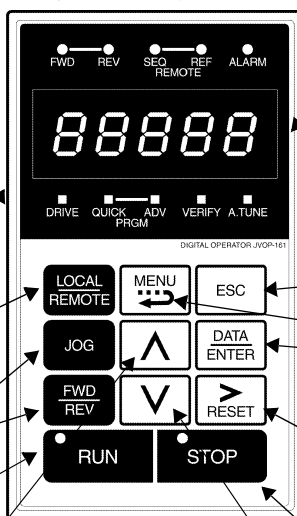 FWD REV SEQ REF ALARM
REMOTE
88888
DRIVE QUICK ADV VERIFY A.TUNE
PRGM
DIGITAL OPERATOR JVOP-161
LOCAL
REMOTE
MENU
ESC
JOG
DATA
ENTER
FWD
REV
>
RESET
RUN STOP